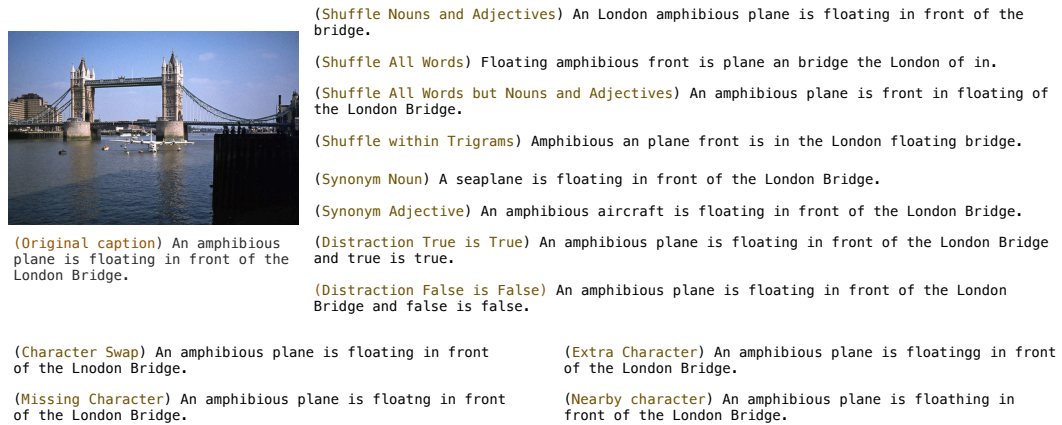 (Shuffle Nouns and Adjectives) An London amphibious plane is floating in front of the
bridge.
(Shuffle All Words) Floating amphibious front is plane an bridge the London of in.
(Shuffle All Words but Nouns and Adjectives) An amphibious plane is front in floating of
the London Bridge.
(Shuffle within Trigrams) Amphibious an plane front is in the London floating bridge.
(Synonym Noun) A seaplane is floating in front of the London Bridge.
(Synonym Adjective) An amphibious aircraft is floating in front of the London Bridge.
(Original caption) An amphibious
plane is floating in front of the
London Bridge.
(Distraction True is True) An amphibious plane is floating in front of the London Bridge
and true is true.
(Distraction False is False) An amphibious plane is floating in front of the London
Bridge and false is false.
(Character Swap) An amphibious plane is floating in front
of the Lnodon Bridge.
(Missing Character) An amphibious plane is floatng in front
of the London Bridge.
(Extra Character) An amphibious plane is floatingg in front
of the London Bridge.
(Nearby character) An amphibious plane is floathing in
front of the London Bridge.